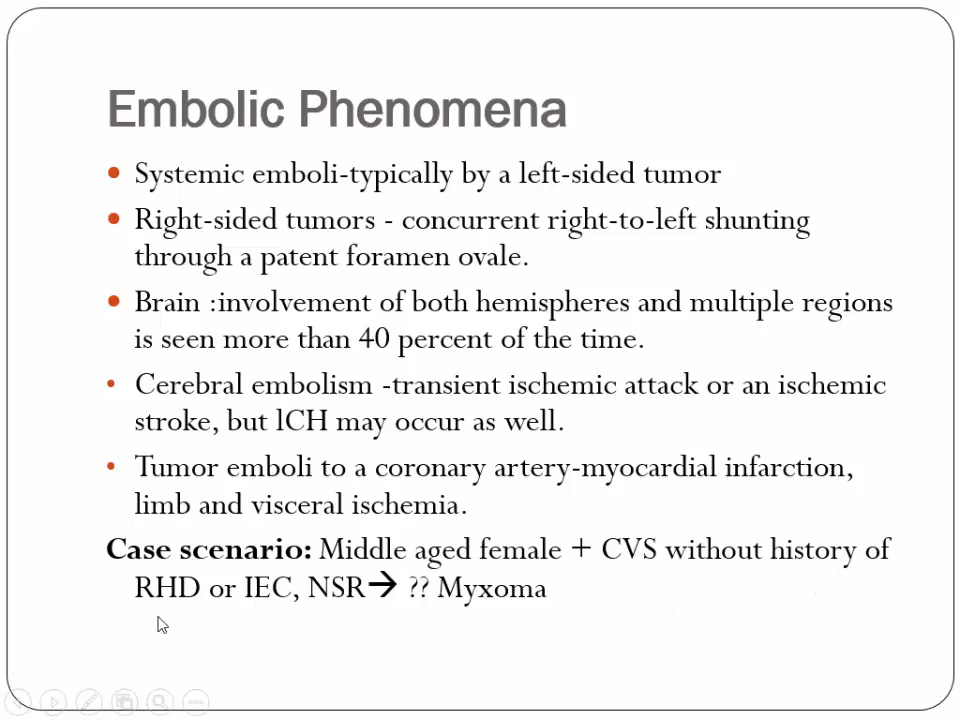 Embolic Phenomena
• Systemic emboli-typically by a left-sided tumor
• Right-sided tumors - concurrent right-to-left shunting
through a patent foramen ovale.
• Brain :involvement of both hemispheres and multiple regions
is seen more than 40 percent of the time.
• Cerebral embolism -transient ischemic attack or an ischemic
stroke, but lCH may occur as well.
• Tumor emboli to a coronary artery-myocardial infarction,
limb and visceral ischemia.
Case scenario: Middle aged female + CVS without history of
RHD or IEC, NSR→ ?? Myxoma